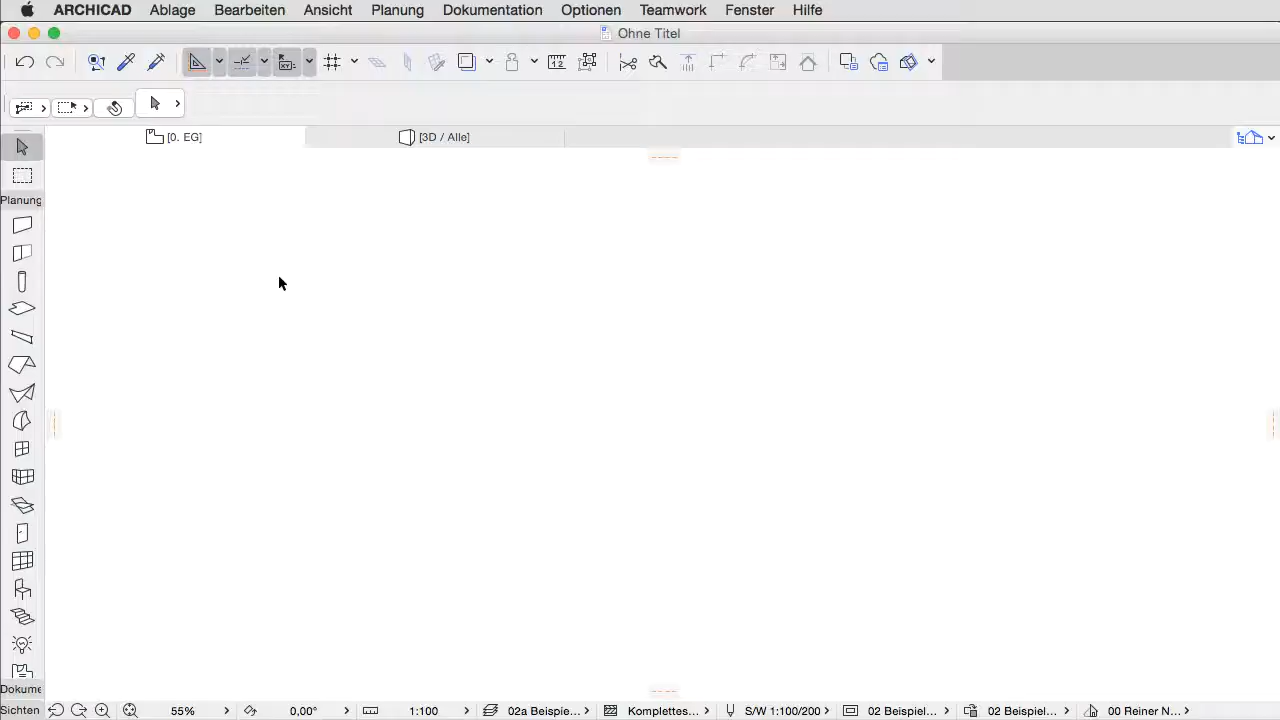 ARCHICAD Ablage Bearbeiten Ansicht Planung Dokumentation Optionen Teamwork Fenster Hilfe
Ohne Titel
[0. EG] [3D / Alle]
Planung
Dokume
Sichten 55% 0,00° 1:100 02a Beispie... Komplettes... S/W 1:100/200 02 Beispiel... 02 Beispiel... 00 Reiner N...